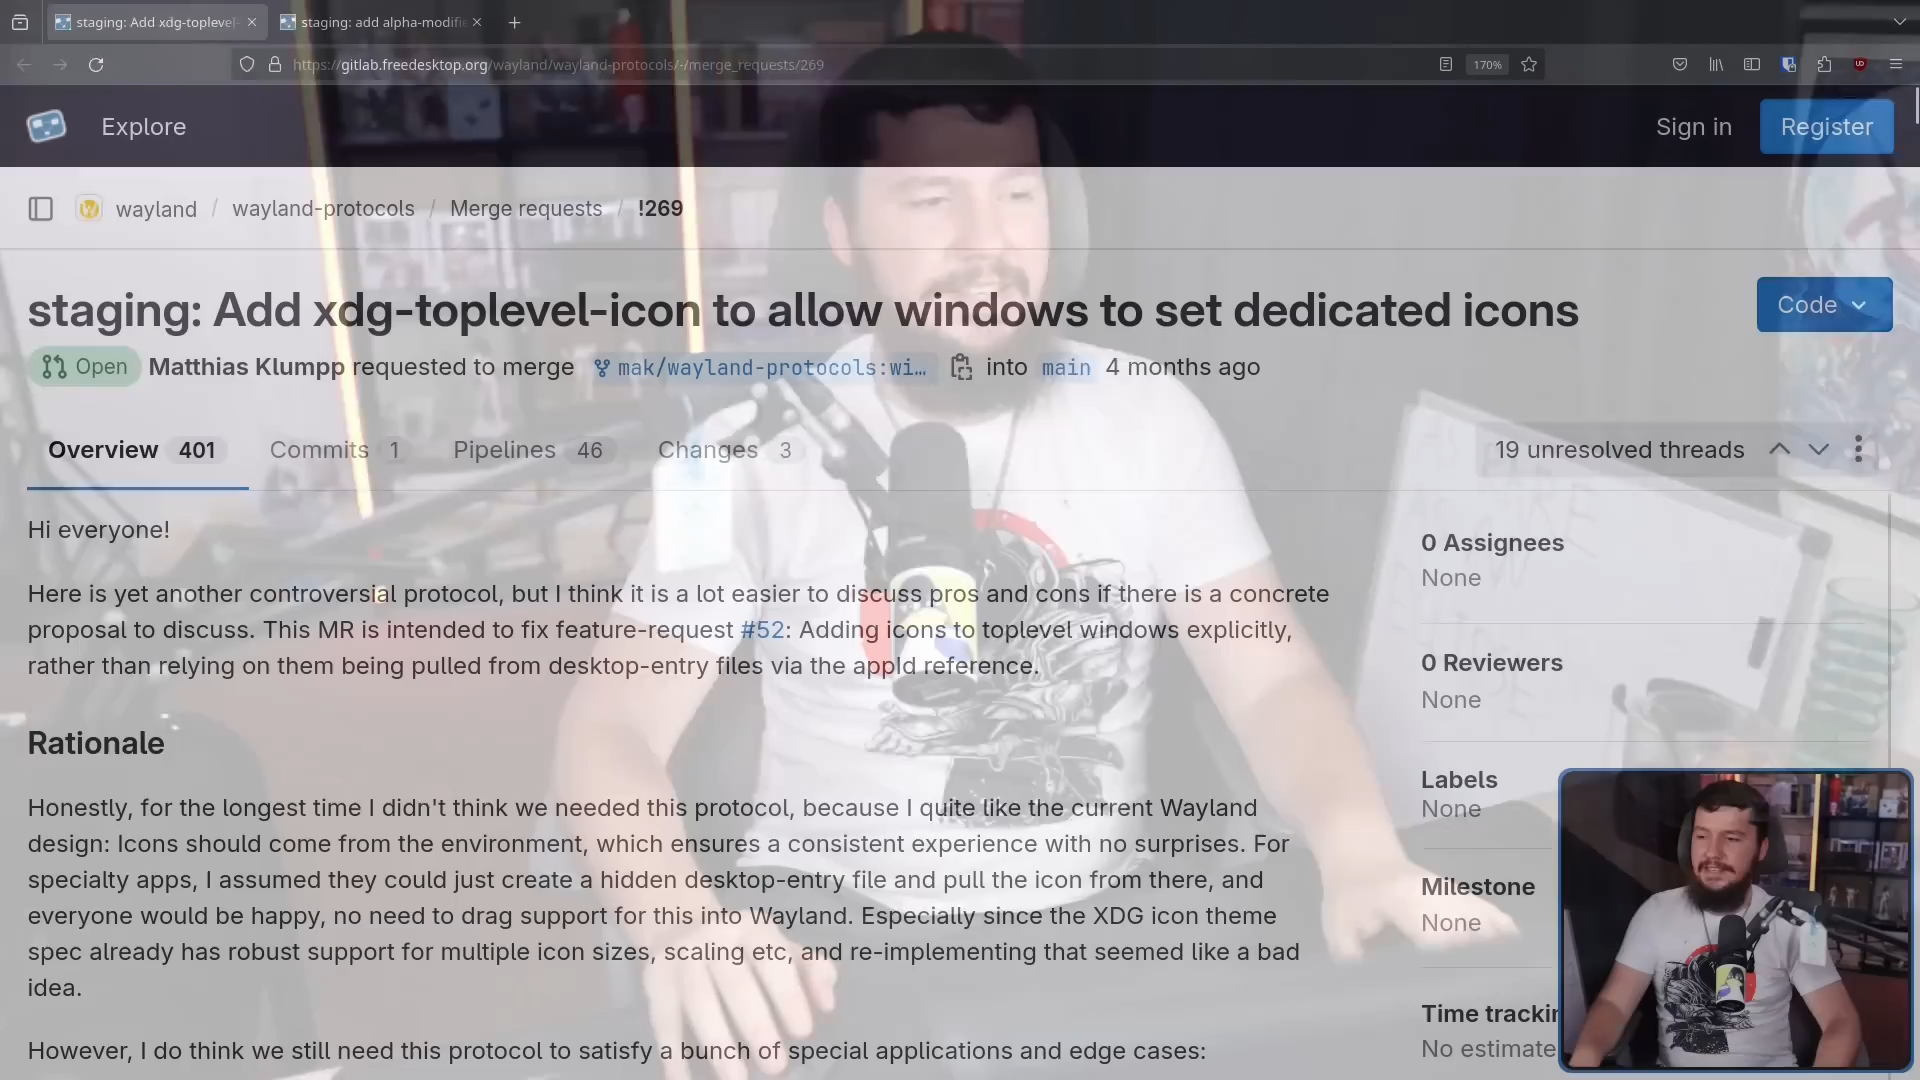 staging: Add xdg-toplevel-
staging: add alpha-modifi
https://gitlab.freedesktop.org/wayland/wayland-protocols/-/merge_requests/269
170%
Explore
Sign in
Register
wayland / wayland-protocols / Merge requests / !269
staging: Add xdg-toplevel-icon to allow windows to set dedicated icons
Code
Open Matthias Klumpp requested to merge mak/wayland-protocols:wi… into main 4 months ago
Overview 401 Commits 1 Pipelines 46 Changes 3
19 unresolved threads
Hi everyone!
Here is yet another controversial protocol, but I think it is a lot easier to discuss pros and cons if there is a concrete
proposal to discuss. This MR is intended to fix feature-request #52: Adding icons to toplevel windows explicitly,
rather than relying on them being pulled from desktop-entry files via the appId reference.
Rationale
Honestly, for the longest time I didn't think we needed this protocol, because I quite like the current Wayland
design: Icons should come from the environment, which ensures a consistent experience with no surprises. For
specialty apps, I assumed they could just create a hidden desktop-entry file and pull the icon from there, and
everyone would be happy, no need to drag support for this into Wayland. Especially since the XDG icon theme
spec already has robust support for multiple icon sizes, scaling etc, and re-implementing that seemed like a bad
idea.
However, I do think we still need this protocol to satisfy a bunch of special applications and edge cases:
0 Assignees
None
0 Reviewers
None
Labels
None
Milestone
None
Time trackin
No estimate